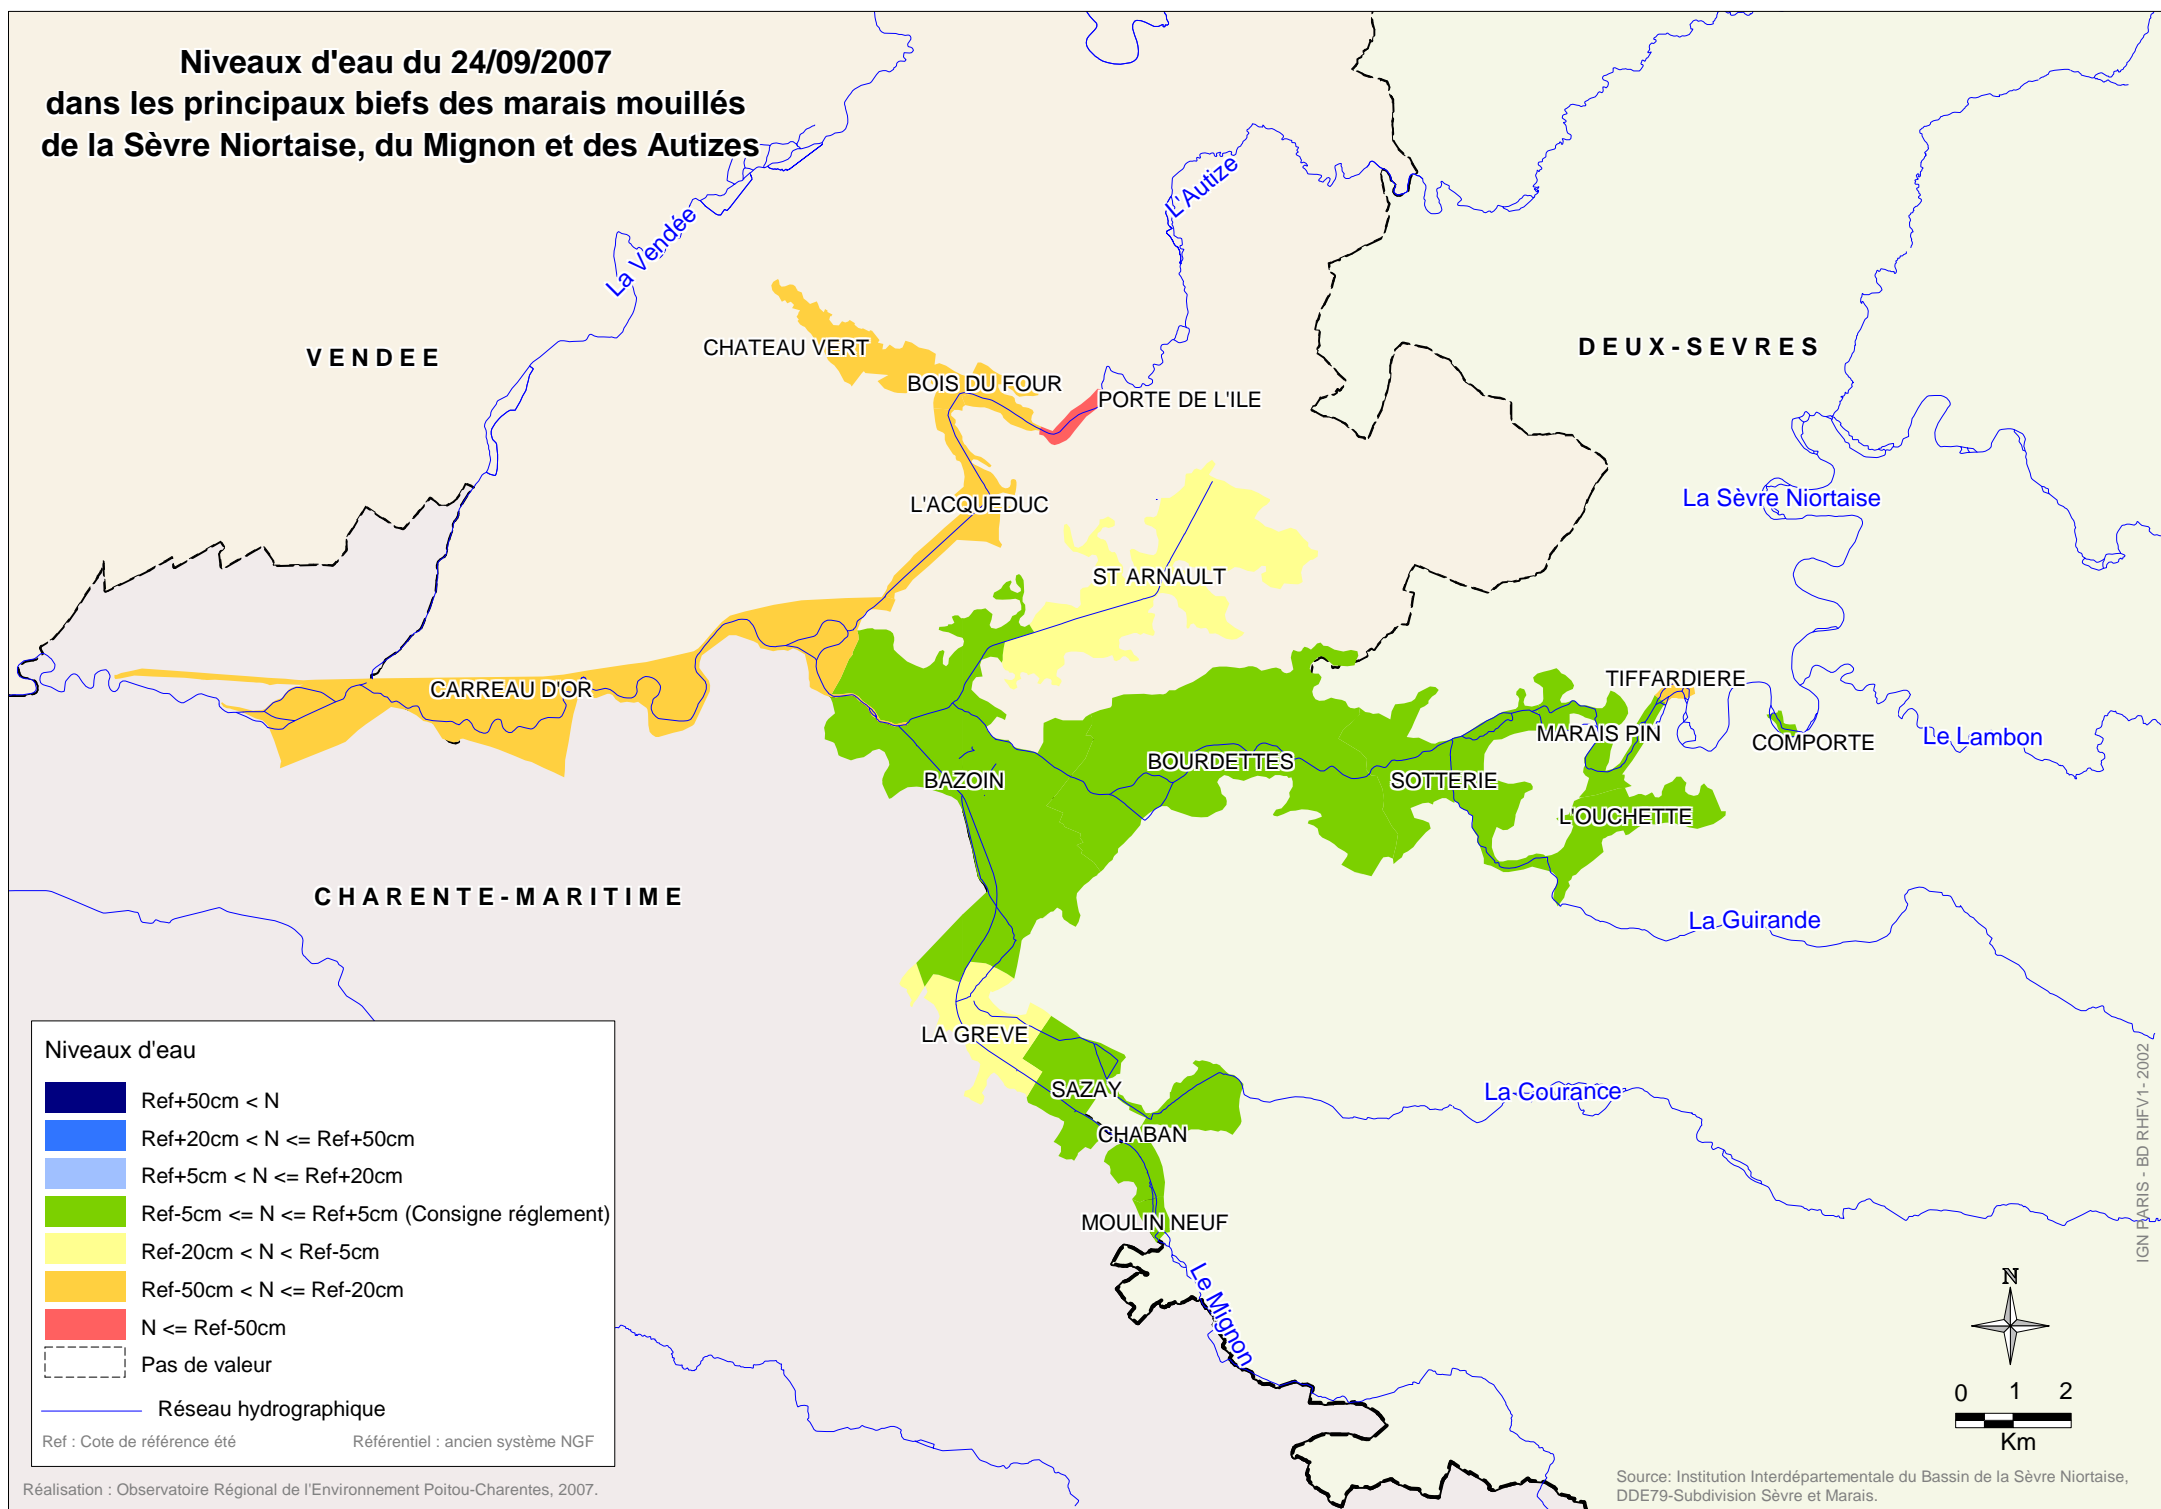 Niveaux d'eau du 24/09/2007
dans les principaux biefs des marais mouillés
de la Sèvre Niortaise, du Mignon et des Autizes
L'Autize
La Vendée
VENDEE
CHATEAU VERT
DEUX-SEVRES
BOIS DU FOUR
PORTE DE L'ILE
L'ACQUEDUC
La Sèvre Niortaise
ST ARNAULT
CARREAU D'OR
TIFFARDIERE
MARAIS PIN
COMPORTE
Le Lambon
BOURDETTES
BAZOIN
SOTTERIE
L'OUCHETTE
CHARENTE-MARITIME
La Guirande
LA GREVE
SAZAY
La Courance
CHABAN
MOULIN NEUF
Le Mignon
Niveaux d'eau
Ref+50cm < N
Ref+20cm < N <= Ref+50cm
Ref+5cm < N <= Ref+20cm
Ref-5cm <= N <= Ref+5cm (Consigne réglement)
Ref-20cm < N < Ref-5cm
Ref-50cm < N <= Ref-20cm
N <= Ref-50cm
Pas de valeur
Réseau hydrographique
Ref : Cote de référence été Référentiel : ancien système NGF
Réalisation : Observatoire Régional de l'Environnement Poitou-Charentes, 2007.
IGN PARIS - BD RHFV1- 2002
N
0 1 2
Km
Source: Institution Interdépartementale du Bassin de la Sèvre Niortaise,
DDE79-Subdivision Sèvre et Marais.